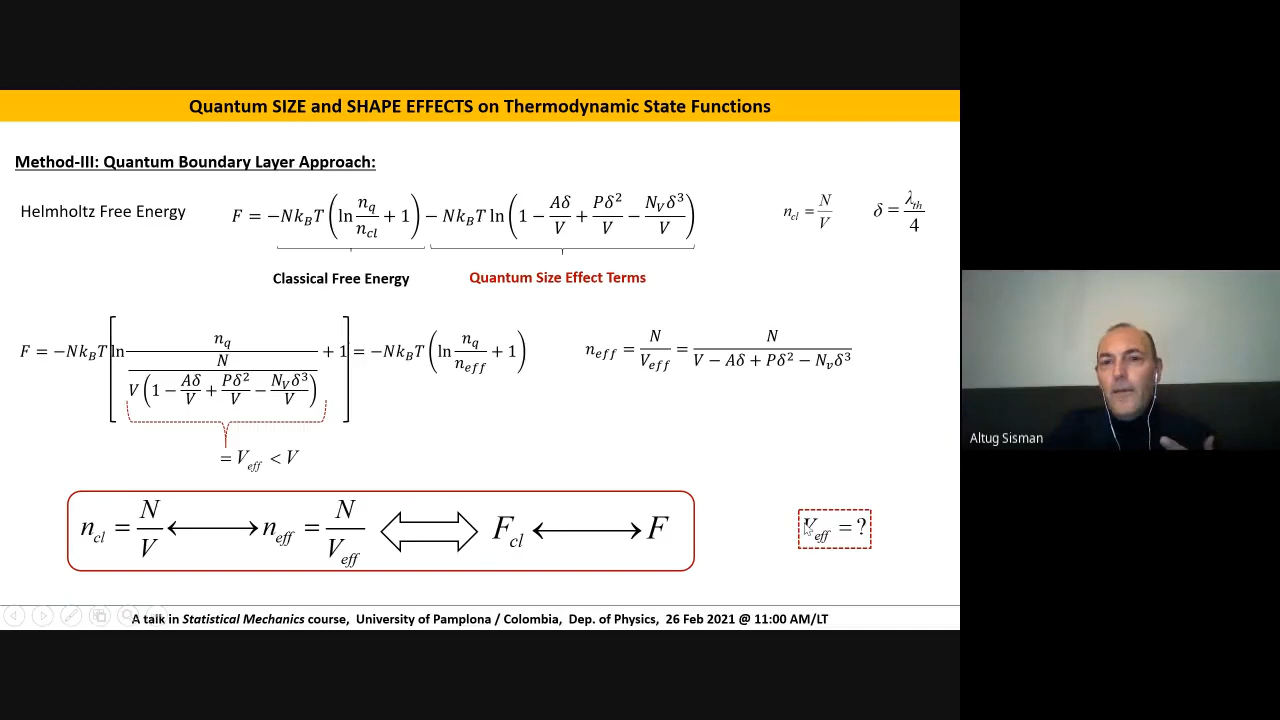 Quantum SIZE and SHAPE EFFECTS on Thermodynamic State Functions
Method-III: Quantum Boundary Layer Approach:
Helmholtz Free Energy F = −Nk_BT (ln n_q/n_cl + 1) − Nk_BT ln (1 − Aδ/V + Pδ²/V − N_Vδ³/V) n_cl = N/V δ = λ_th/4
Classical Free Energy Quantum Size Effect Terms
F = −Nk_BT [ln n_q/(N/(V(1 − Aδ/V + Pδ²/V − N_Vδ³/V))) + 1] = −Nk_BT (ln n_q/n_eff + 1) n_eff = N/V_eff = N/(V − Aδ + Pδ² − N_vδ³)
= V_eff < V
n_cl = N/V ⟷ n_eff = N/V_eff ⟺ F_cl ⟷ F V_eff = ?
Altug Sisman
A talk in Statistical Mechanics course, University of Pamplona / Colombia, Dep. of Physics, 26 Feb 2021 @ 11:00 AM/LT